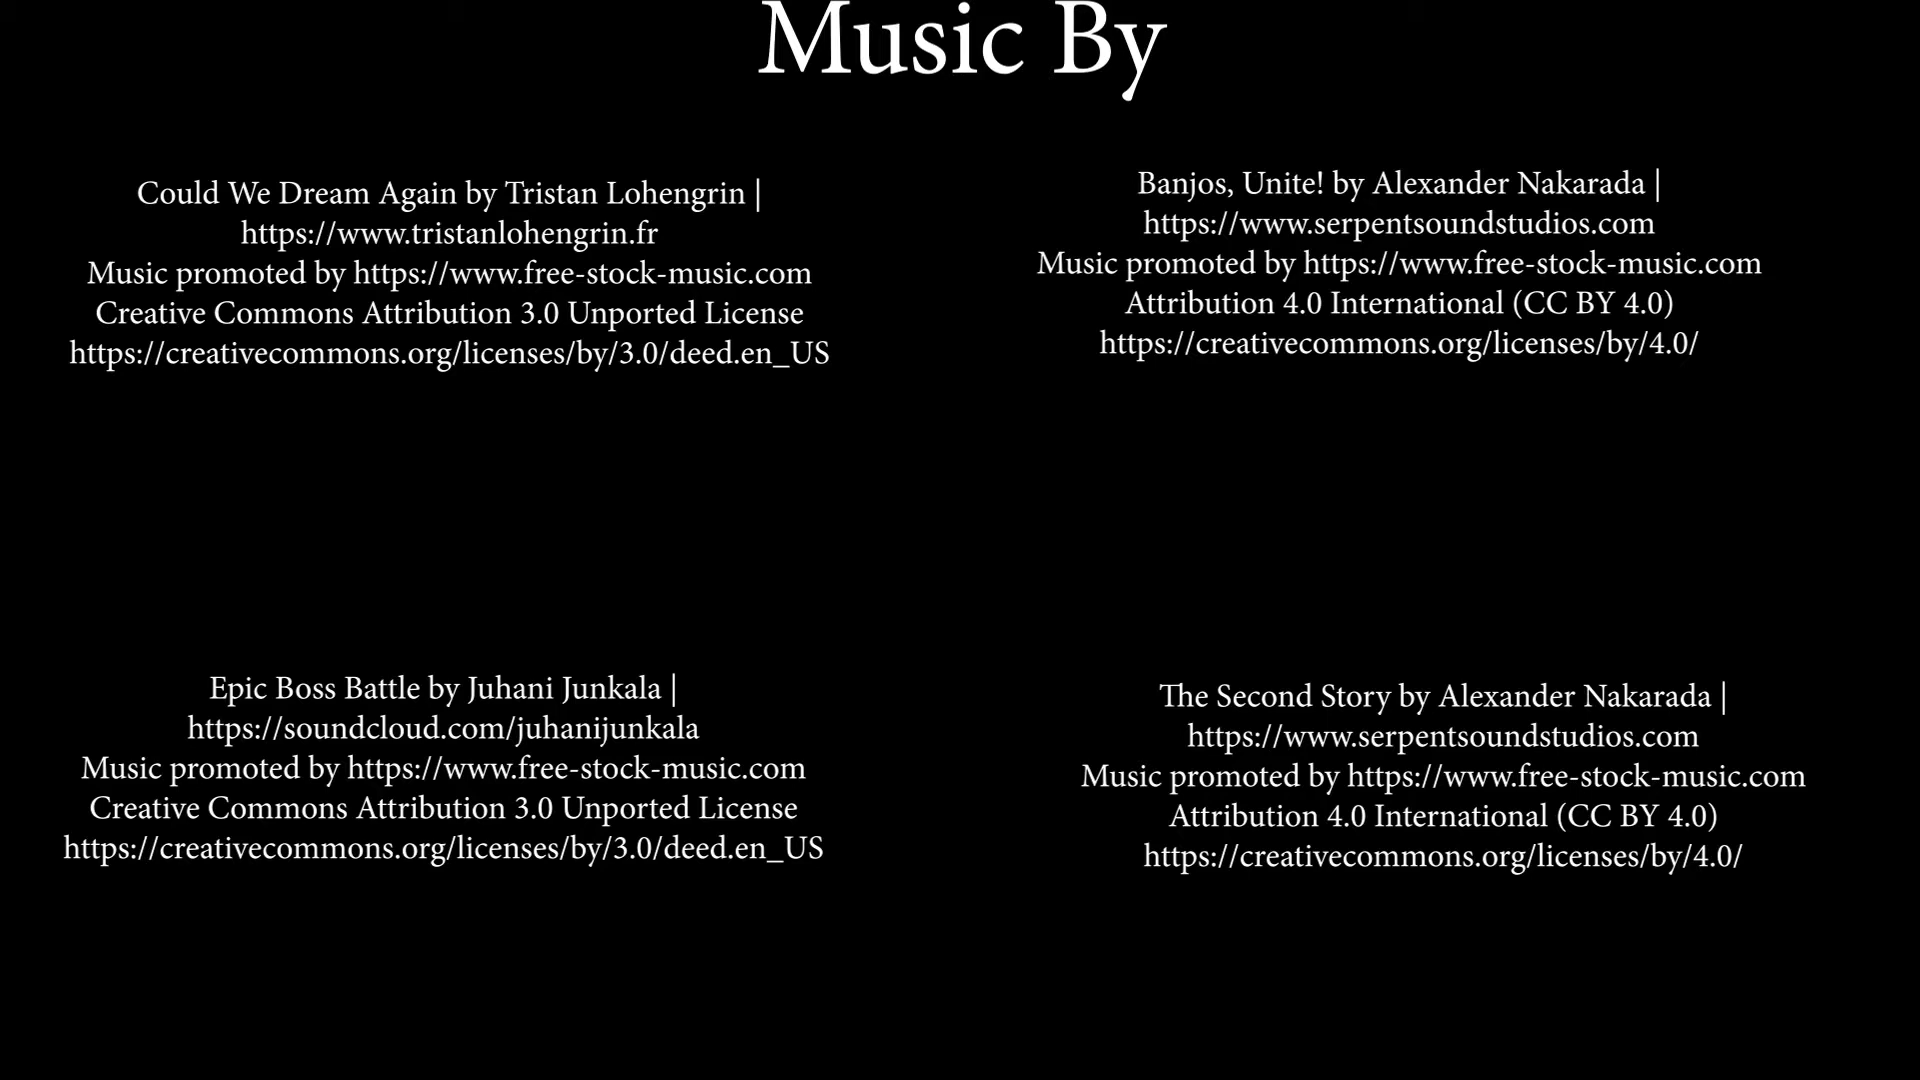 Music By
Could We Dream Again by Tristan Lohengrin |
https://www.tristanlohengrin.fr
Music promoted by https://www.free-stock-music.com
Creative Commons Attribution 3.0 Unported License
https://creativecommons.org/licenses/by/3.0/deed.en_US
Banjos, Unite! by Alexander Nakarada |
https://www.serpentsoundstudios.com
Music promoted by https://www.free-stock-music.com
Attribution 4.0 International (CC BY 4.0)
https://creativecommons.org/licenses/by/4.0/
Epic Boss Battle by Juhani Junkala |
https://soundcloud.com/juhanijunkala
Music promoted by https://www.free-stock-music.com
Creative Commons Attribution 3.0 Unported License
https://creativecommons.org/licenses/by/3.0/deed.en_US
The Second Story by Alexander Nakarada |
https://www.serpentsoundstudios.com
Music promoted by https://www.free-stock-music.com
Attribution 4.0 International (CC BY 4.0)
https://creativecommons.org/licenses/by/4.0/